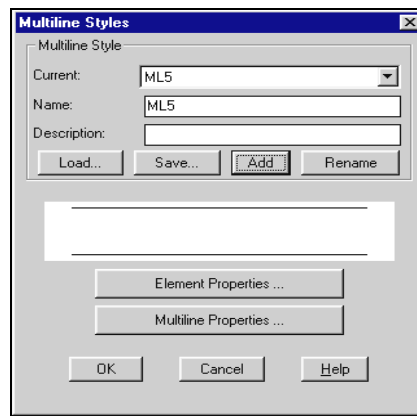 Multiline Styles
Multiline Style
Current: ML5
Name: ML5
Description:
Load... Save... Add Rename
Element Properties ...
Multiline Properties ...
OK Cancel Help